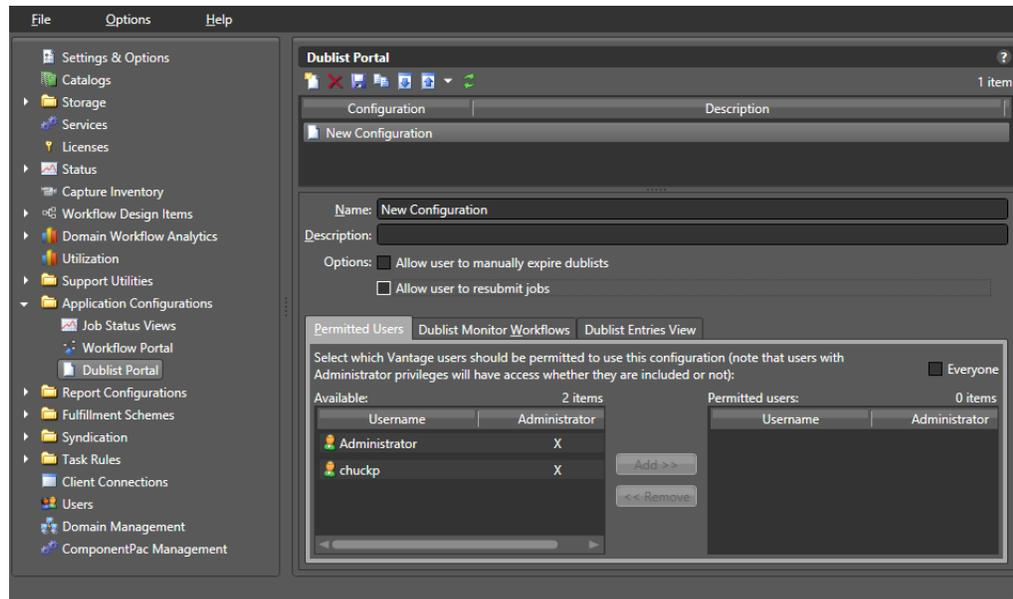 File Options Help
Settings & Options
Catalogs
Storage
Services
Licenses
Status
Capture Inventory
Workflow Design Items
Domain Workflow Analytics
Utilization
Support Utilities
Application Configurations
Job Status Views
Workflow Portal
Dublist Portal
Report Configurations
Fulfillment Schemes
Syndication
Task Rules
Client Connections
Users
Domain Management
ComponentPac Management
Dublist Portal ?
1 item
Configuration Description
New Configuration
Name: New Configuration
Description:
Options: Allow user to manually expire dublists
Allow user to resubmit jobs
Permitted Users Dublist Monitor Workflows Dublist Entries View
Select which Vantage users should be permitted to use this configuration (note that users with
Administrator privileges will have access whether they are included or not):
Everyone
Available: 2 items
Username Administrator
Administrator X
chuckp X
Add >>
<< Remove
Permitted users: 0 items
Username Administrator